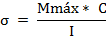 σ = Mmáx * C / I